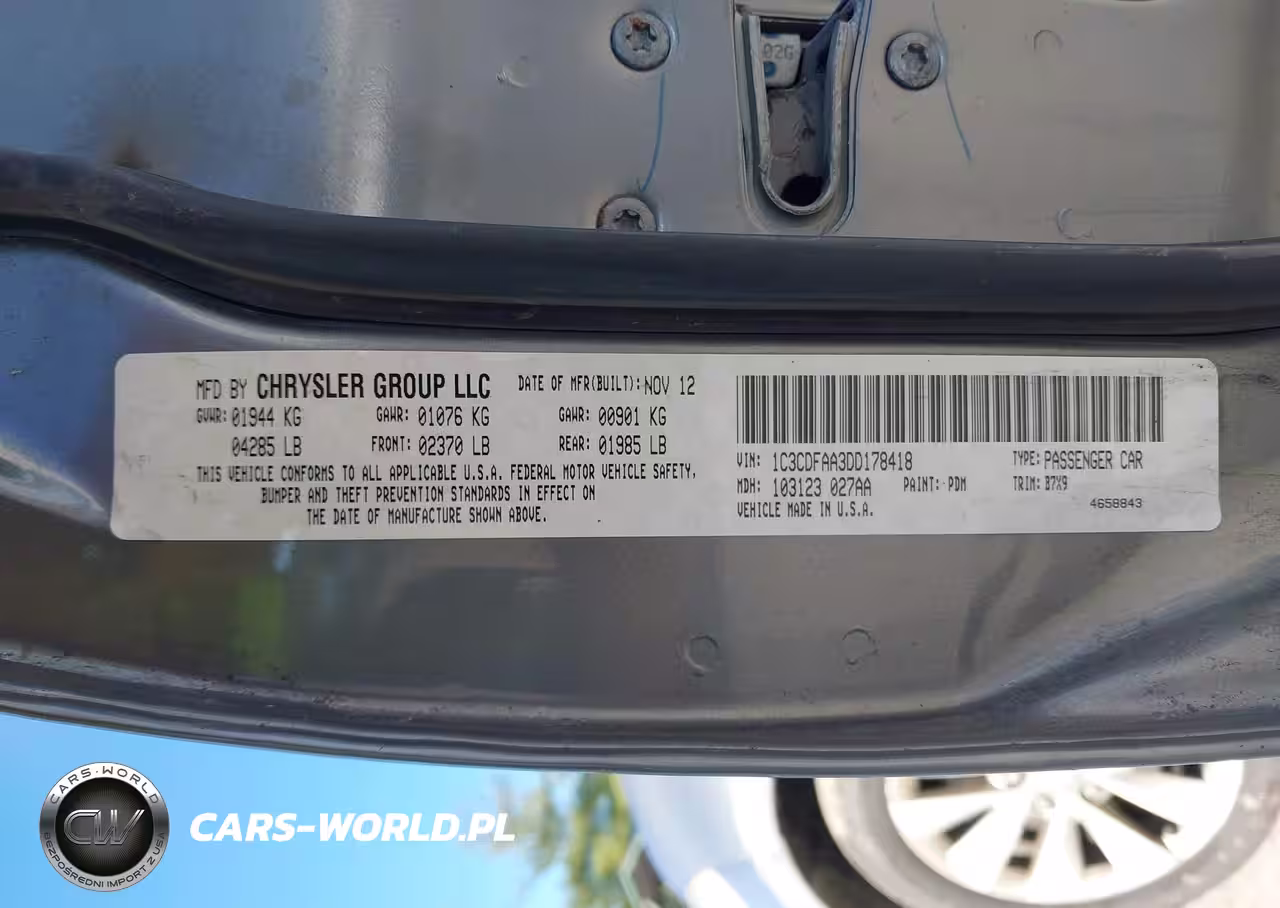 02G
MFD BY CHRYSLER GROUP LLC DATE OF MFR(BUILT): NOV 12
GVWR: 01944 KG GAWR: 01076 KG GAWR: 00901 KG
04285 LB FRONT: 02370 LB REAR: 01985 LB
THIS VEHICLE CONFORMS TO ALL APPLICABLE U.S.A. FEDERAL MOTOR VEHICLE SAFETY,
BUMPER AND THEFT PREVENTION STANDARDS IN EFFECT ON
THE DATE OF MANUFACTURE SHOWN ABOVE.
VIN: 1C3CDFAA3DD178418 TYPE: PASSENGER CAR
MDH: 103123 027AA PAINT: PDM TRIM: B7X9
VEHICLE MADE IN U.S.A. 4658843
CARS-WORLD
CW
BEZPOŚREDNI IMPORT Z USA
CARS-WORLD.PL